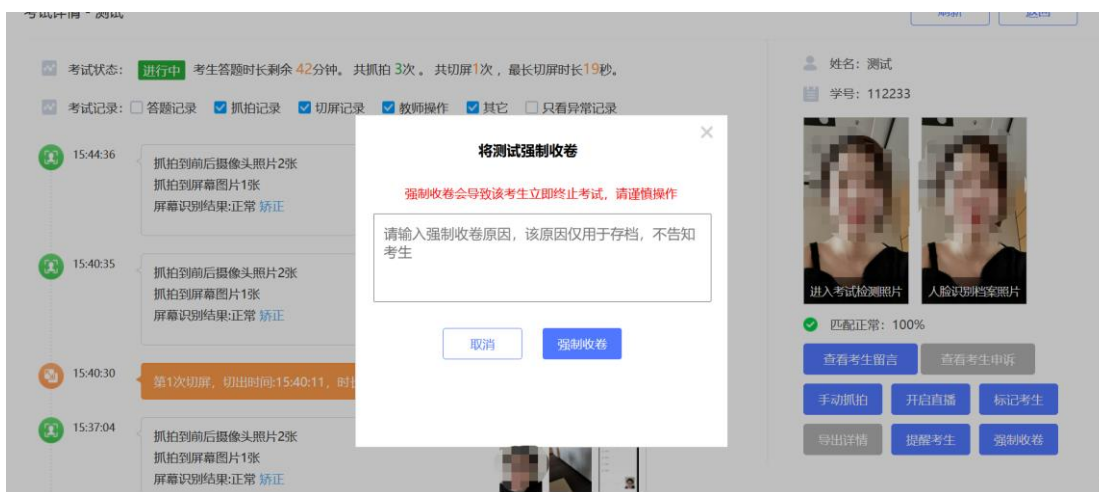 考试详情 - 测试
刷新
返回
考试状态： 进行中 考生答题时长剩余 42分钟。 共抓拍 3次 。 共切屏1次 ，最长切屏时长19秒。
考试记录： 答题记录 抓拍记录 切屏记录 教师操作 其它 只看异常记录
15:44:36
抓拍到前后摄像头照片2张
抓拍到屏幕图片1张
屏幕识别结果:正常 矫正
15:40:35
抓拍到前后摄像头照片2张
抓拍到屏幕图片1张
屏幕识别结果:正常 矫正
15:40:30
第1次切屏，切出时间:15:40:11，时
15:37:04
抓拍到前后摄像头照片2张
抓拍到屏幕图片1张
屏幕识别结果:正常 矫正
将测试强制收卷
强制收卷会导致该考生立即终止考试，请谨慎操作
请输入强制收卷原因，该原因仅用于存档，不告知
考生
取消
强制收卷
姓名：测试
学号：112233
进入考试检测照片
人脸识别档案照片
匹配正常：100%
查看考生留言
查看考生申诉
手动抓拍
开启直播
标记考生
导出详情
提醒考生
强制收卷